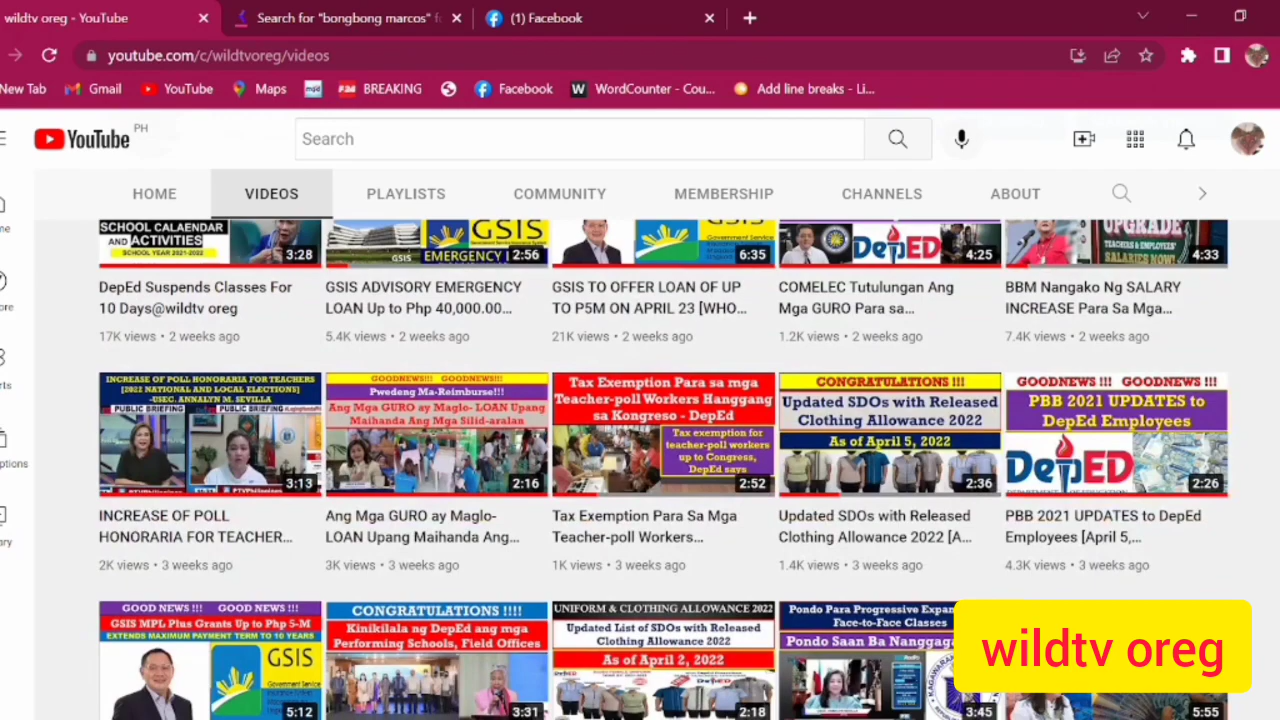 wildtv oreg - YouTube
Search for "bongbong marcos" f
(1) Facebook
youtube.com/c/wildtvoreg/videos
New Tab
Gmail
YouTube
Maps
BREAKING
Facebook
W WordCounter - Cou...
Add line breaks - Li...
YouTube PH
Search
HOME
VIDEOS
PLAYLISTS
COMMUNITY
MEMBERSHIP
CHANNELS
ABOUT
SCHOOL CALAENDAR
AND ACTIVITIES
SCHOOL YEAR 2021-2022
3:28
GSIS
GSIS
EMERGENCY
2:56
6:35
DepED
4:25
UPGRADE
TEACHERS & EMPLOYEES'
SALARIES NOW!
4:33
DepEd Suspends Classes For
10 Days@wildtv oreg
17K views • 2 weeks ago
GSIS ADVISORY EMERGENCY
LOAN Up to Php 40,000.00...
5.4K views • 2 weeks ago
GSIS TO OFFER LOAN OF UP
TO P5M ON APRIL 23 [WHO...
21K views • 2 weeks ago
COMELEC Tutulungan Ang
Mga GURO Para sa...
1.2K views • 2 weeks ago
BBM Nangako Ng SALARY
INCREASE Para Sa Mga...
7.4K views • 2 weeks ago
INCREASE OF POLL HONORARIA FOR TEACHERS
[2022 NATIONAL AND LOCAL ELECTIONS]
-USEC. ANNALYN M. SEVILLA
PUBLIC BRIEFING
PUBLIC BRIEFING
3:13
GOODNEWS!!! GOODNEWS!!!
Pwedeng Ma-Reimburse!!!
Ang Mga GURO ay Maglo- LOAN Upang
Maihanda Ang Mga Silid-aralan
2:16
Tax Exemption Para sa mga
Teacher-poll Workers Hanggang
sa Kongreso - DepEd
Tax exemption for
teacher-poll workers
up to Congress,
DepEd says
2:52
CONGRATULATIONS !!!
Updated SDOs with Released
Clothing Allowance 2022
As of April 5, 2022
2:36
GOODNEWS !!! GOODNEWS !!!
PBB 2021 UPDATES to
DepEd Employees
DepED
2:26
INCREASE OF POLL
HONORARIA FOR TEACHER...
2K views • 3 weeks ago
Ang Mga GURO ay Maglo-
LOAN Upang Maihanda Ang...
3K views • 3 weeks ago
Tax Exemption Para Sa Mga
Teacher-poll Workers...
1K views • 3 weeks ago
Updated SDOs with Released
Clothing Allowance 2022 [A...
1.4K views • 3 weeks ago
PBB 2021 UPDATES to DepEd
Employees [April 5,...
4.3K views • 3 weeks ago
GOOD NEWS !!! GOOD NEWS !!!
GSIS MPL Plus Grants Up to Php 5-M
EXTENDS MAXIMUM PAYMENT TERM TO 10 YEARS
GSIS
5:12
CONGRATULATIONS !!!!
Kinikilala ng DepEd ang mga
Performing Schools, Field Offices
3:31
UNIFORM & CLOTHING ALLOWANCE 2022
Updated List of SDOs with Released
Clothing Allowance 2022
As of April 2, 2022
2:18
Pondo Para Progressive Expan
Face-to-Face Classes
Pondo Saan Ba Nanggaga
3:45
5:55
wildtv oreg